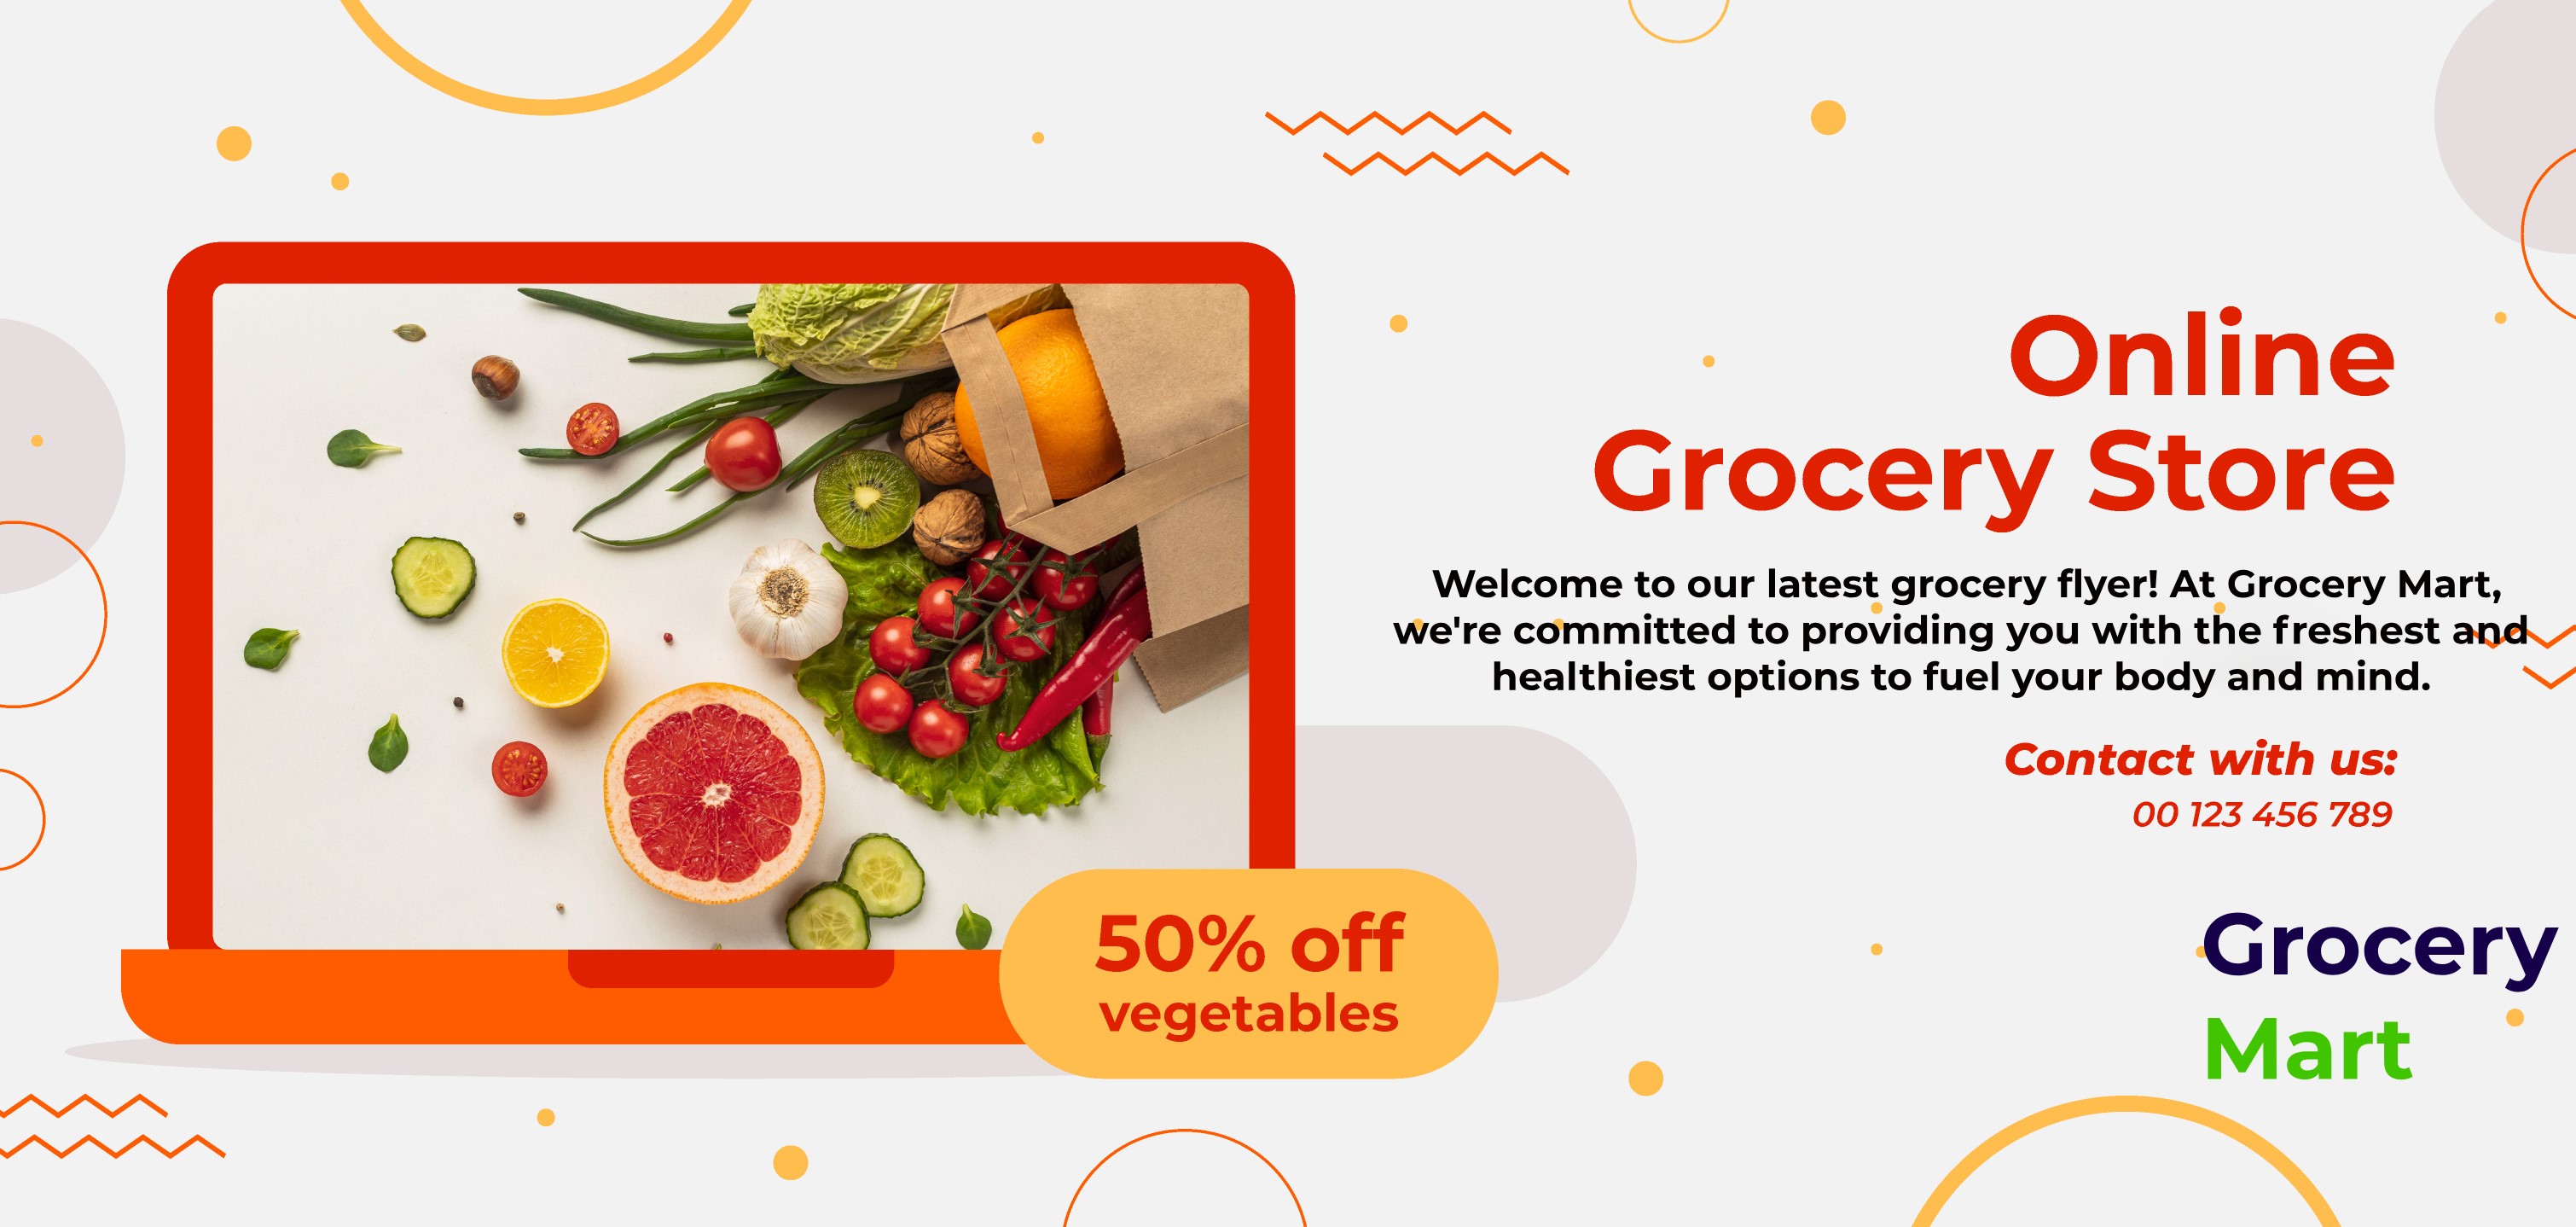 Online
Grocery Store
Welcome to our latest grocery flyer! At Grocery Mart,
we're committed to providing you with the freshest and
healthiest options to fuel your body and mind.
Contact with us:
00 123 456 789
50% off
vegetables
Grocery
Mart